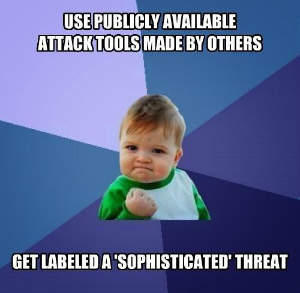 USE PUBLICLY AVAILABLE
ATTACK TOOLS MADE BY OTHERS
GET LABELED A 'SOPHISTICATED' THREAT